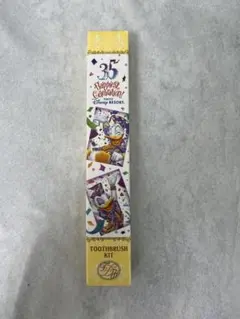 35
Happiest
Celebration!
TOKYO Disney RESORT
TOOTHBRUSH
KIT